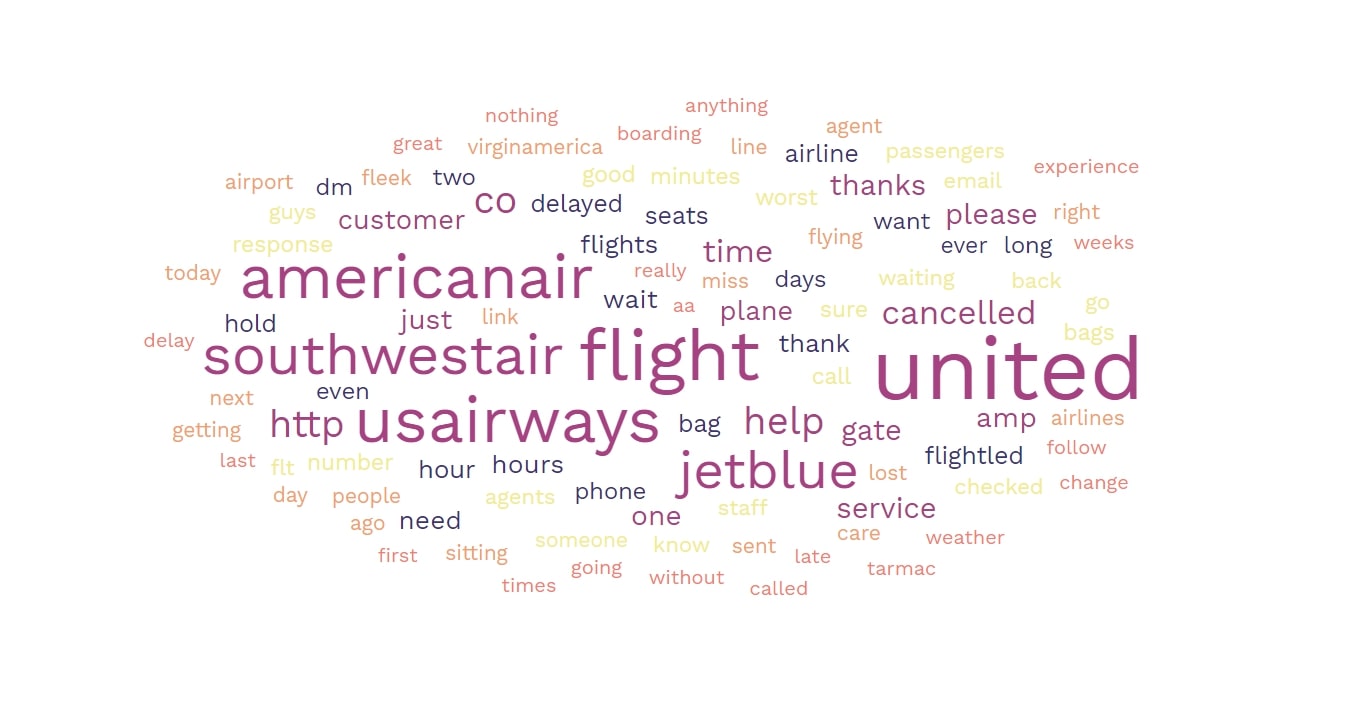 anything
nothing
agent
boarding
great virginamerica line airline passengers
experience
airport dm fleek two good minutes thanks email
worst
guys customer co delayed seats want please right
response flights time flying ever long weeks
today americanair really miss days waiting back
wait aa plane sure cancelled go
hold just link
delay southwestair flight thank united bags
call
next even
getting http usairways bag help gate amp airlines
last flt number hour hours jetblue lost flightled follow
day people agents phone checked change
ago need one staff service
first sitting someone know sent care weather
going late tarmac
times without called